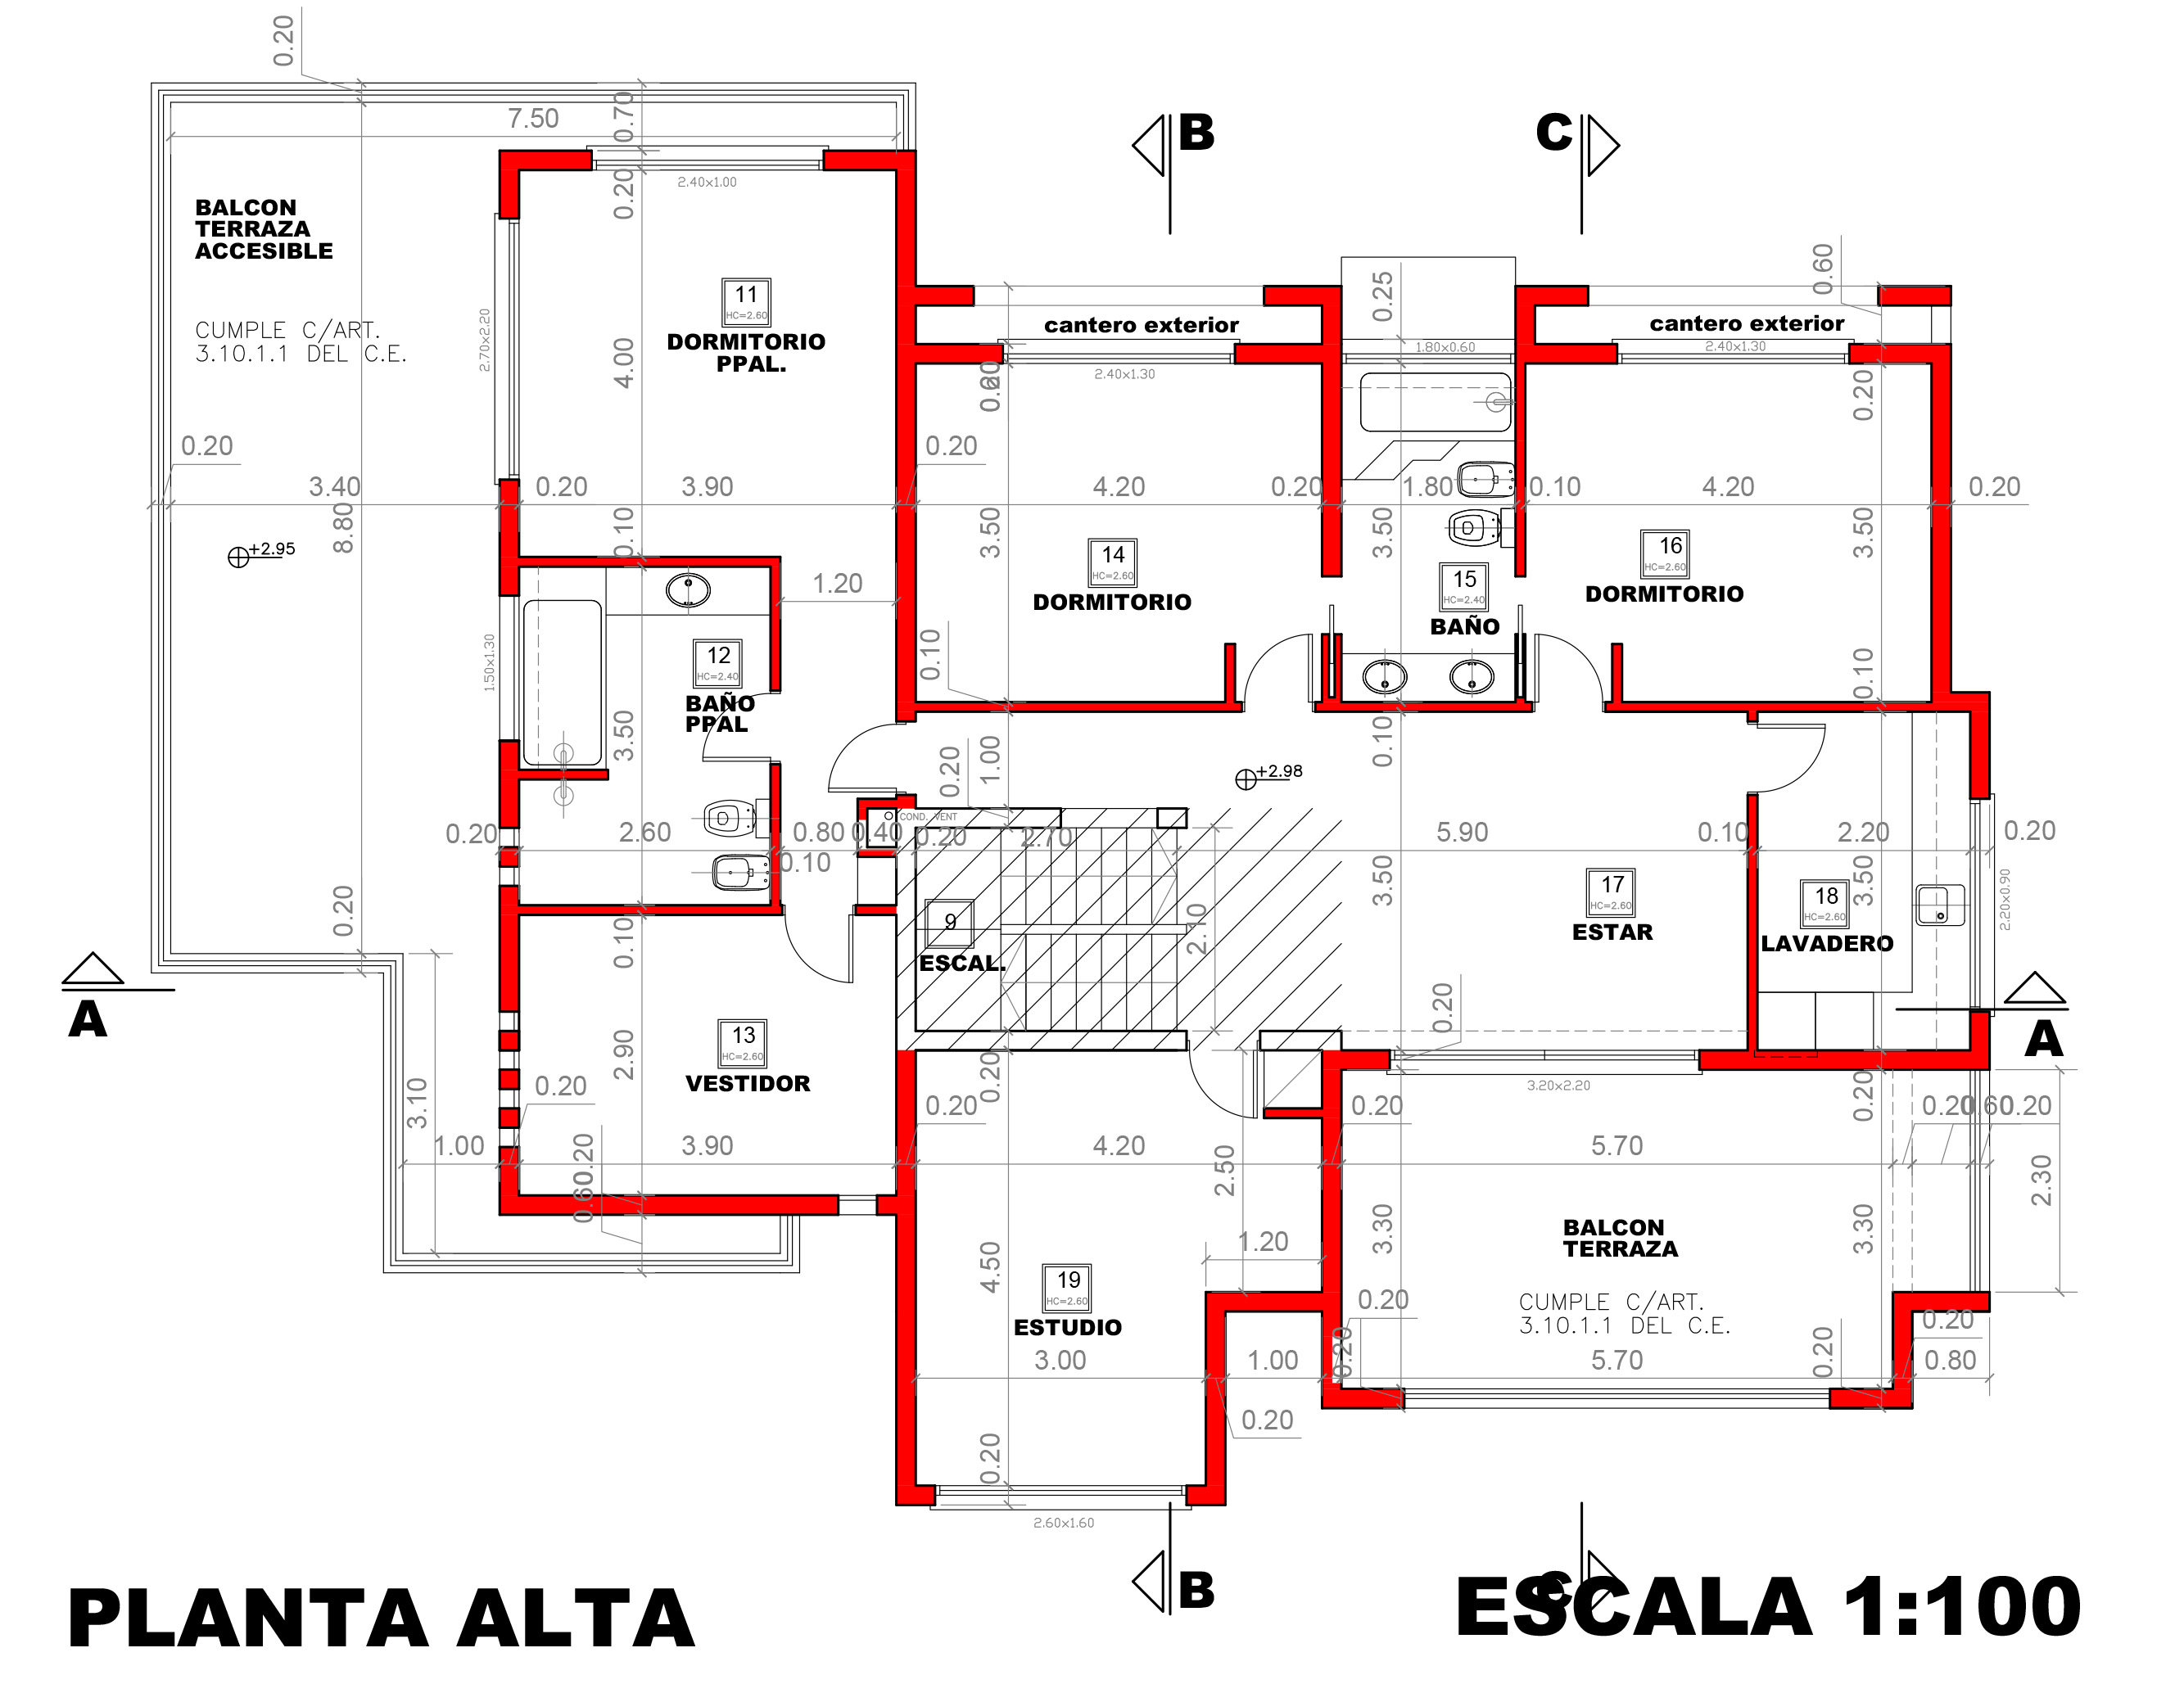 0.20
7.50
0.70
B
C
BALCON
TERRAZA
ACCESIBLE
2.40x1.00
0.20
CUMPLE C/ART.
3.10.1.1 DEL C.E.
2.70x2.20
11
HC=2.60
DORMITORIO
PPAL.
4.00
0.25
0.60
cantero exterior
cantero exterior
1.80x0.60
2.40x1.30
2.40x1.30
0.20
0.20
0.20
0.20
3.40
0.20
3.90
4.20
0.20
1.80
0.10
4.20
0.20
8.80
0.10
3.50
3.50
3.50
+2.95
1.20
14
HC=2.60
DORMITORIO
15
HC=2.40
BAÑO
16
HC=2.60
DORMITORIO
1.50x1.30
12
HC=2.40
BAÑO
PPAL
3.50
0.10
0.10
0.20
1.00
0.10
+2.98
COND. VENT
0.20
2.60
0.80
0.40
0.20
2.70
5.90
0.10
2.20
0.20
0.10
3.50
3.50
2.20x0.90
0.20
0.10
9
ESCAL.
2.10
17
HC=2.60
ESTAR
18
HC=2.60
LAVADERO
A
A
13
HC=2.60
VESTIDOR
2.90
0.20
0.20
3.20x2.20
3.10
0.20
0.20
0.20
0.20
0.20
0.60
0.20
1.00
3.90
4.20
5.70
2.50
2.30
0.20
0.60
1.20
4.50
3.30
3.30
BALCON
TERRAZA
19
HC=2.60
ESTUDIO
CUMPLE C/ART.
3.10.1.1 DEL C.E.
0.20
0.20
3.00
1.00
0.20
5.70
0.20
0.80
0.20
0.20
2.60x1.60
B
C
PLANTA ALTA
ESCALA 1:100